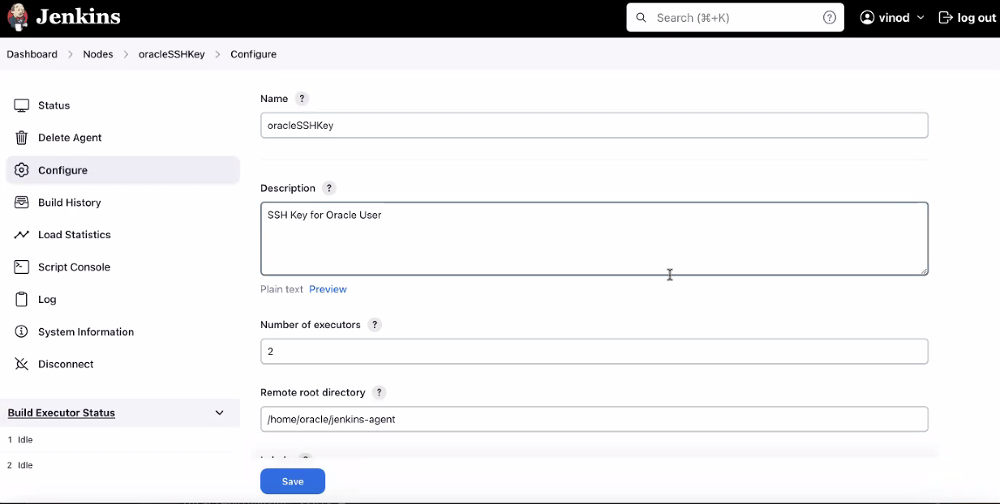 Jenkins
Search (⌘+K)
vinod
log out
Dashboard > Nodes > oracleSSHKey > Configure
Status
Delete Agent
Configure
Build History
Load Statistics
Script Console
Log
System Information
Disconnect
Build Executor Status
1 Idle
2 Idle
Name ?
oracleSSHKey
Description ?
SSH Key for Oracle User
Plain text Preview
Number of executors ?
2
Remote root directory ?
/home/oracle/jenkins-agent
Save